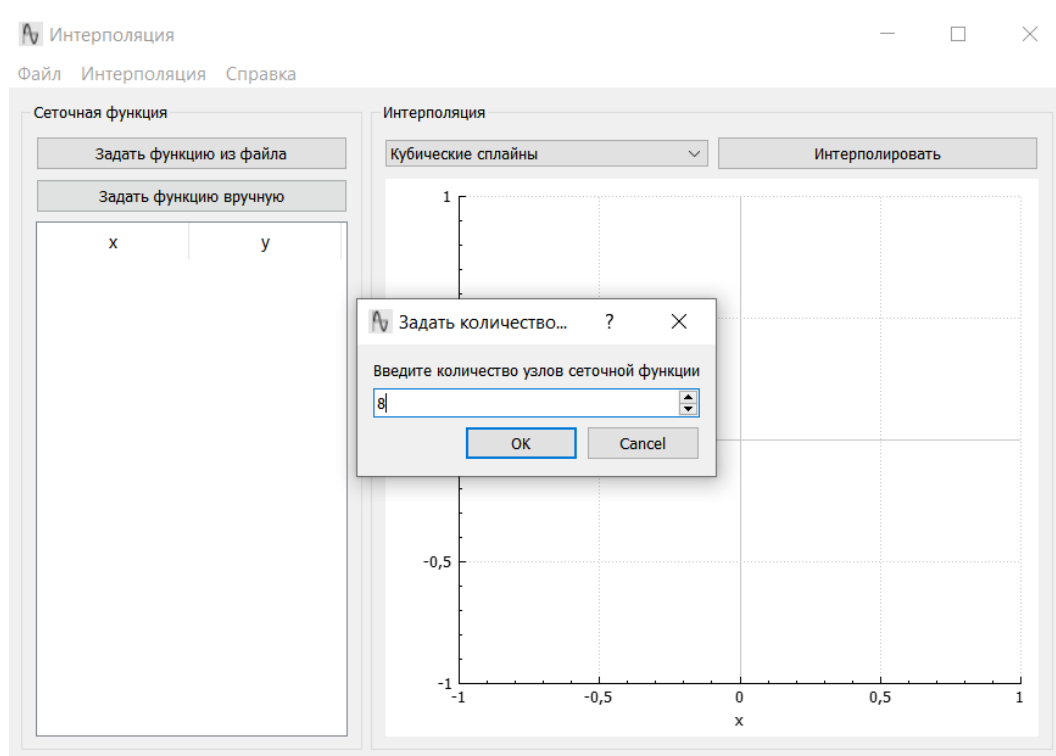 Интерполяция
Файл Интерполяция Справка
Сеточная функция
Задать функцию из файла
Задать функцию вручную
x y
Интерполяция
Кубические сплайны
Интерполировать
1
Задать количество... ?
Введите количество узлов сеточной функции
8
OK Cancel
-0,5
-1
-1 -0,5 0 0,5 1
x